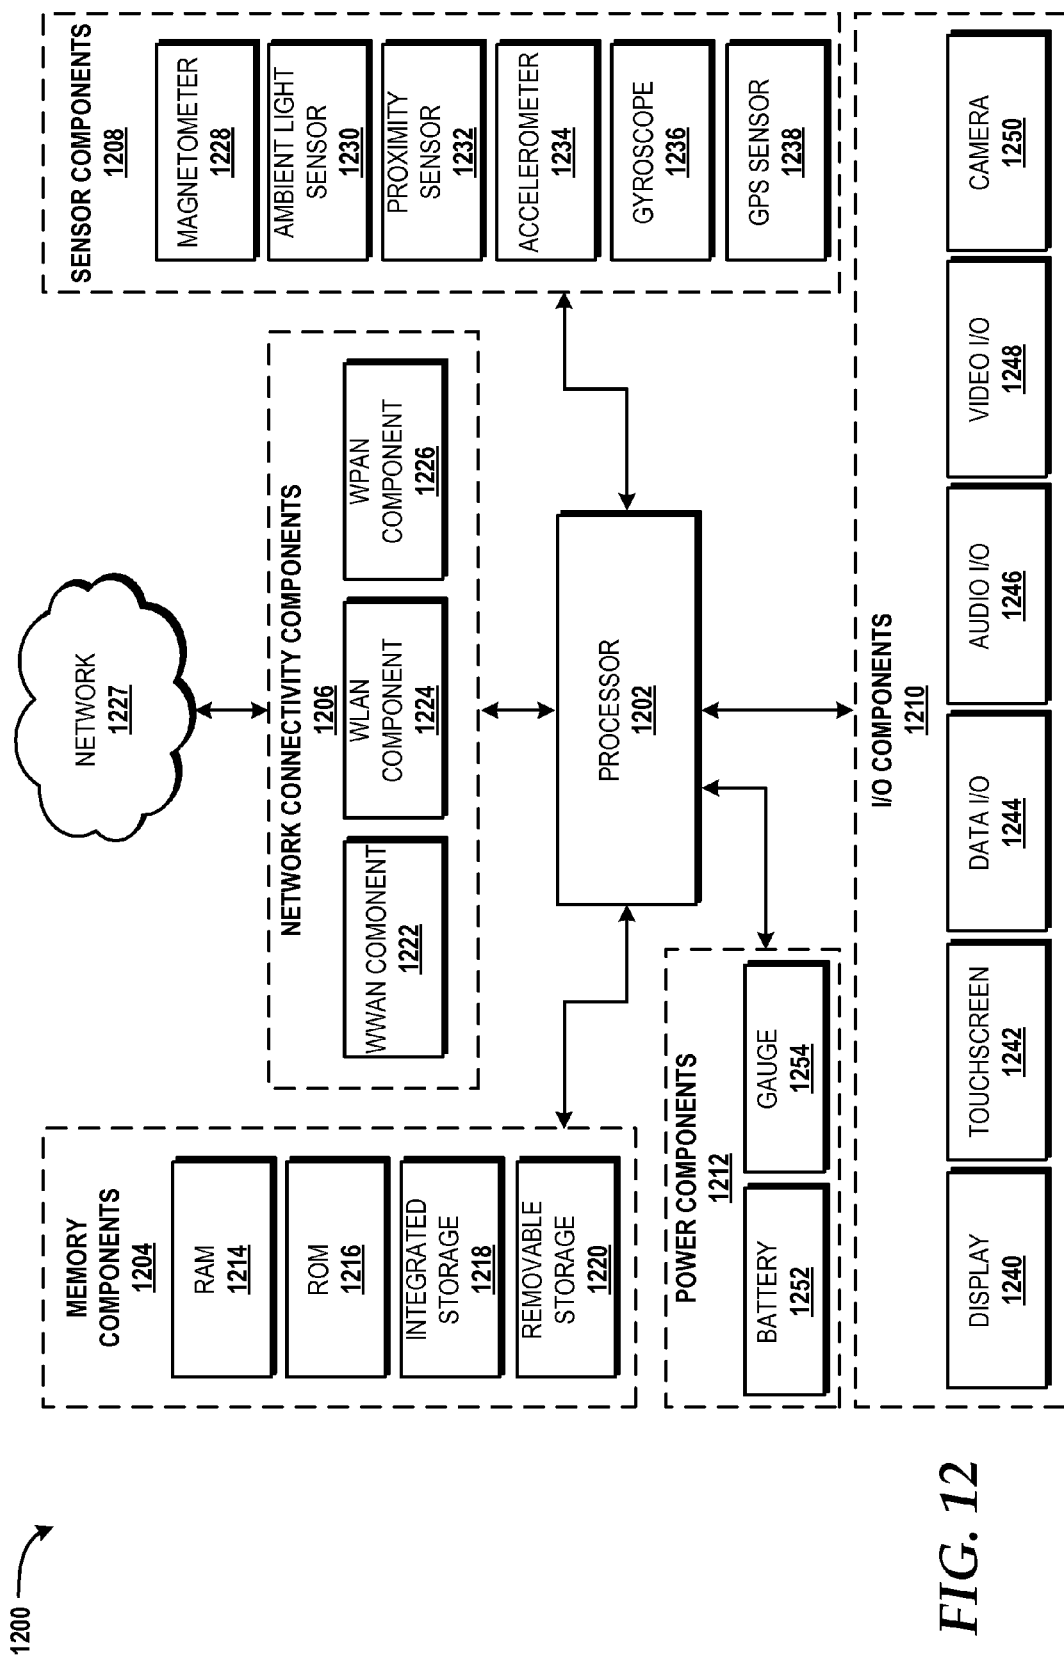 1200
NETWORK
1227
MEMORY
COMPONENTS
1204
RAM
1214
ROM
1216
INTEGRATED
STORAGE
1218
REMOVABLE
STORAGE
1220
NETWORK CONNECTIVITY COMPONENTS
1206
WWAN COMONENT
1222
WLAN
COMPONENT
1224
WPAN
COMPONENT
1226
SENSOR COMPONENTS
1208
MAGNETOMETER
1228
AMBIENT LIGHT
SENSOR
1230
PROXIMITY
SENSOR
1232
ACCELEROMETER
1234
GYROSCOPE
1236
GPS SENSOR
1238
PROCESSOR
1202
POWER COMPONENTS
1212
BATTERY
1252
GAUGE
1254
I/O COMPONENTS
1210
DISPLAY
1240
TOUCHSCREEN
1242
DATA I/O
1244
AUDIO I/O
1246
VIDEO I/O
1248
CAMERA
1250
FIG. 12